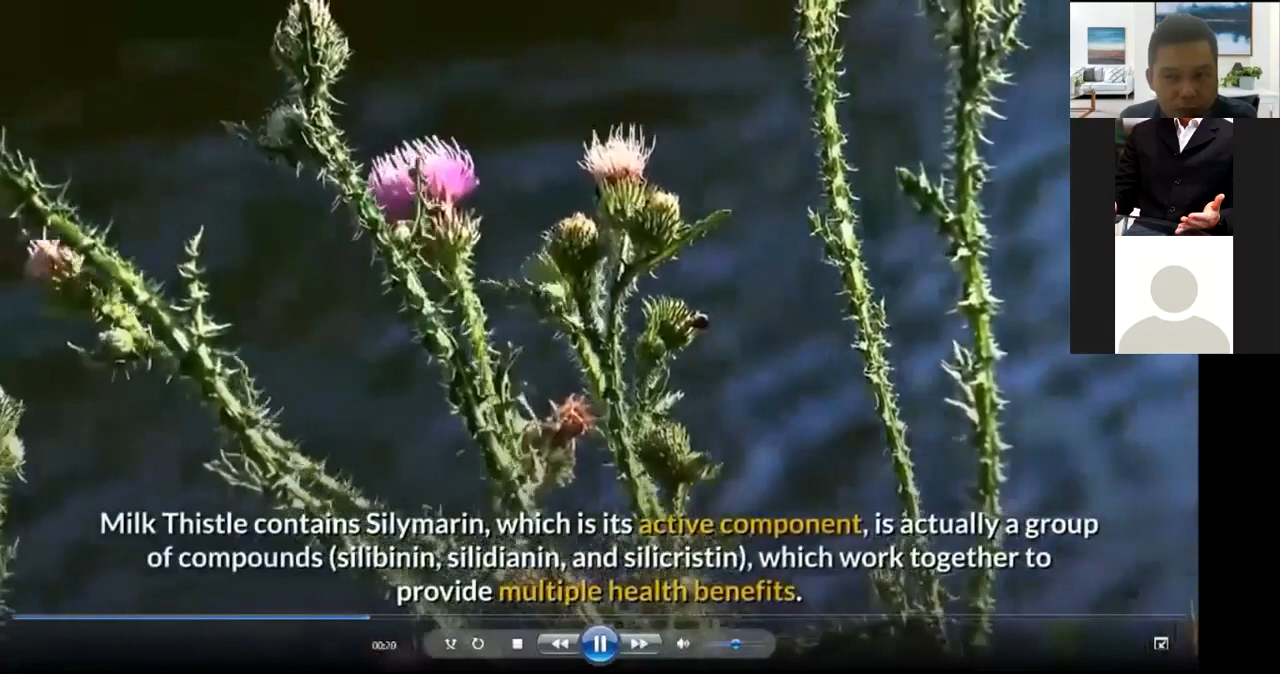 Milk Thistle contains Silymarin, which is its active component, is actually a group
of compounds (silibinin, silidianin, and silicristin), which work together to
provide multiple health benefits.
00:20